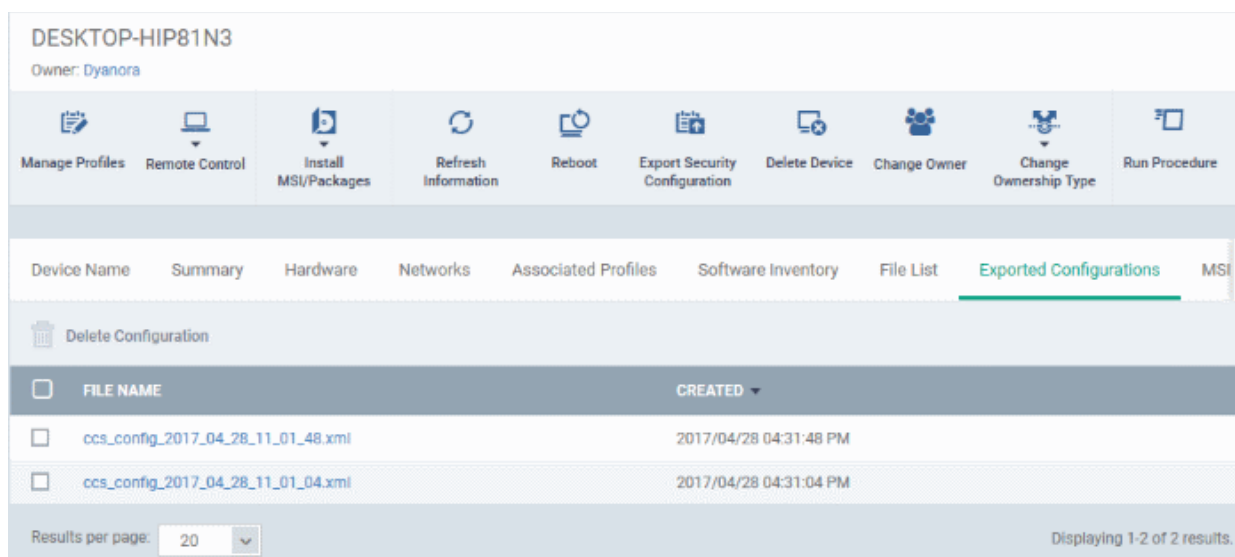 DESKTOP-HIP81N3
Owner: Dyanora
Manage Profiles
Remote Control
Install
MSI/Packages
Refresh
Information
Reboot
Export Security
Configuration
Delete Device
Change Owner
Change
Ownership Type
Run Procedure
Device Name Summary Hardware Networks Associated Profiles Software Inventory File List Exported Configurations MSI
Delete Configuration
FILE NAME CREATED
ccs_config_2017_04_28_11_01_48.xml 2017/04/28 04:31:48 PM
ccs_config_2017_04_28_11_01_04.xml 2017/04/28 04:31:04 PM
Results per page: 20 Displaying 1-2 of 2 results.